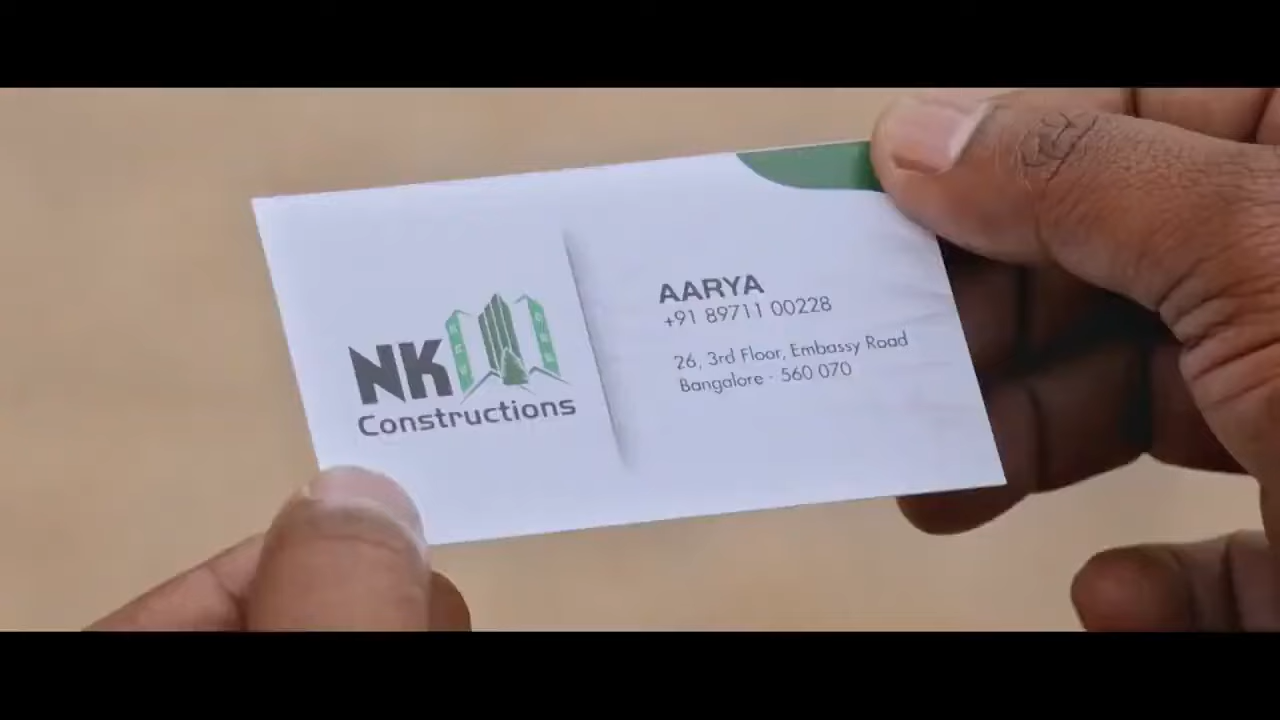 NK
Constructions
AARYA
+91 89711 00228
26, 3rd Floor, Embassy Road
Bangalore - 560 070